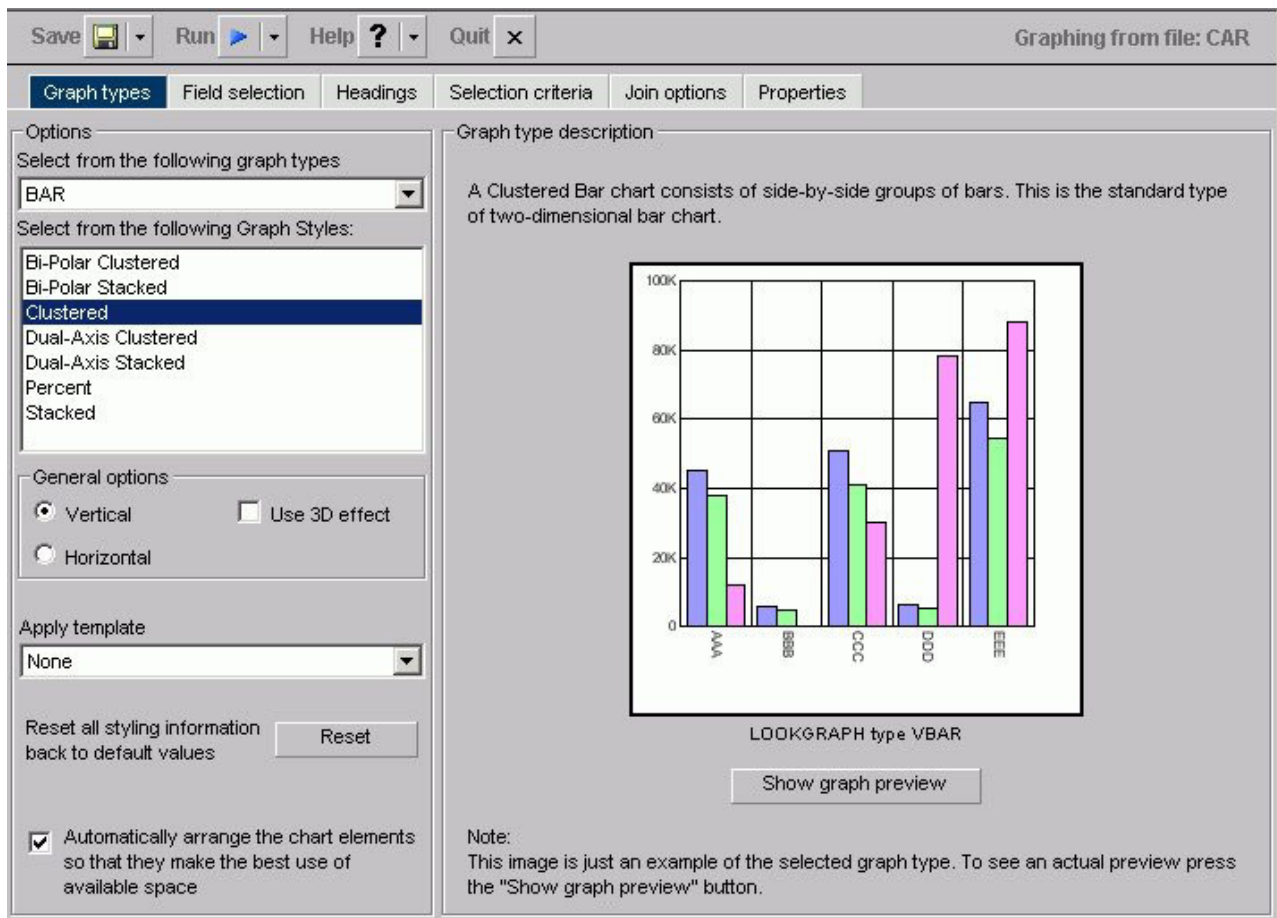 Save Run Help ? Quit x Graphing from file: CAR
Graph types Field selection Headings Selection criteria Join options Properties
Options
Select from the following graph types
BAR
Select from the following Graph Styles:
Bi-Polar Clustered
Bi-Polar Stacked
Clustered
Dual-Axis Clustered
Dual-Axis Stacked
Percent
Stacked
General options
Vertical Use 3D effect
Horizontal
Apply template
None
Reset all styling information
back to default values
Reset
Automatically arrange the chart elements
so that they make the best use of
available space
Graph type description
A Clustered Bar chart consists of side-by-side groups of bars. This is the standard type
of two-dimensional bar chart.
100K
80K
60K
40K
20K
0
AAA BBB CCC DDD EEE
LOOKGRAPH type VBAR
Show graph preview
Note:
This image is just an example of the selected graph type. To see an actual preview press
the "Show graph preview" button.